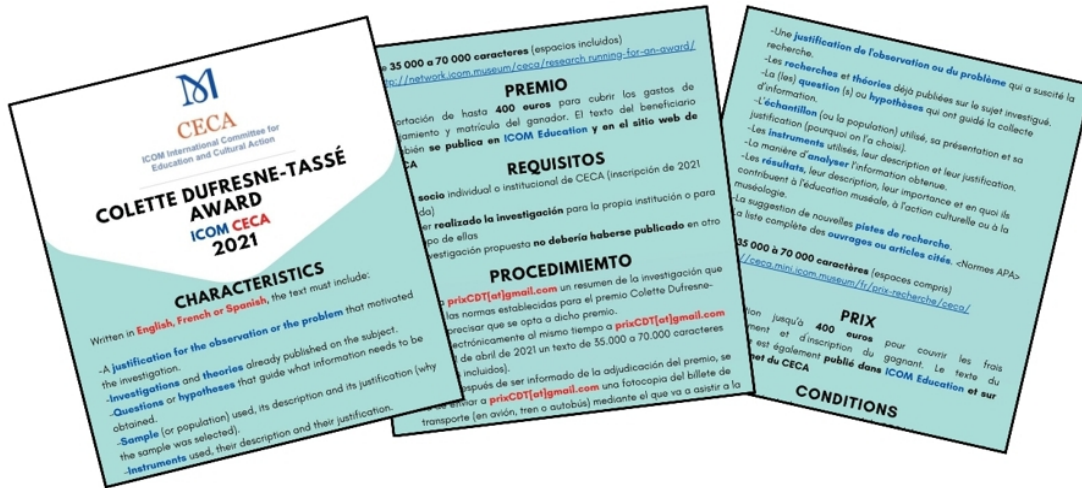 CECA
ICOM International Committee for
Education and Cultural Action
COLETTE DUFRESNE-TASSÉ
AWARD
ICOM CECA
2021
CHARACTERISTICS
Written in English, French or Spanish, the text must include:
-A justification for the observation or the problem that motivated
the investigation.
-Investigations and theories already published on the subject.
-Questions or hypotheses that guide what information needs to be
obtained.
-Sample (or population) used, its description and its justification (why
the sample was selected).
-Instruments used, their description and their justification.
35 000 a 70 000 caracteres (espacios incluidos)
tp://network.icom.museum/ceca/research running-for-an-award/
PREMIO
ortación de hasta 400 euros para cubrir los gastos de
jamiento y matrícula del ganador. El texto del beneficiario
bién se publica en ICOM Education y en el sitio web de
CA
REQUISITOS
socio individual o institucional de CECA (inscripción de 2021
da)
er realizado la investigación para la propia institución o para
po de ellas
vestigación propuesta no debería haberse publicado en otro
PROCEDIMIEMTO
a prixCDT[at]gmail.com un resumen de la investigación que
las normas establecidas para el premio Colette Dufresne-
precisar que se opta a dicho premio.
ectrónicamente al mismo tiempo a prixCDT[at]gmail.com
de abril de 2021 un texto de 35.000 a 70.000 caracteres
incluidos).
espués de ser informado de la adjudicación del premio, se
enviar a prixCDT[at]gmail.com una fotocopia del billete de
transporte (en avión, tren o autobús) mediante el que va a asistir a la
-Une justification de l'observation ou du problème qui a suscité la
recherche.
-Les recherches et théories déjà publiées sur le sujet investigué.
-La (les) question (s) ou hypothèses qui ont guidé la collecte
d'information.
-L'échantillon (ou la population) utilisé, sa présentation et sa
justification (pourquoi on l'a choisi).
-Les instruments utilisés, leur description et leur justification.
-La manière d'analyser l'information obtenue.
-Les résultats, leur description, leur importance et en quoi ils
contribuent à l'éducation muséale, à l'action culturelle ou à la
muséologie.
-La suggestion de nouvelles pistes de recherche.
La liste complète des ouvrages ou articles cités. <Normes APA>
35 000 à 70 000 caractères (espaces compris)
//ceca.mini.icom.museum/fr/prix-recherche/ceca/
PRIX
tion jusqu'à 400 euros pour couvrir les frais
ment et d'inscription du gagnant. Le texte du
est également publié dans ICOM Education et sur
net du CECA
CONDITIONS